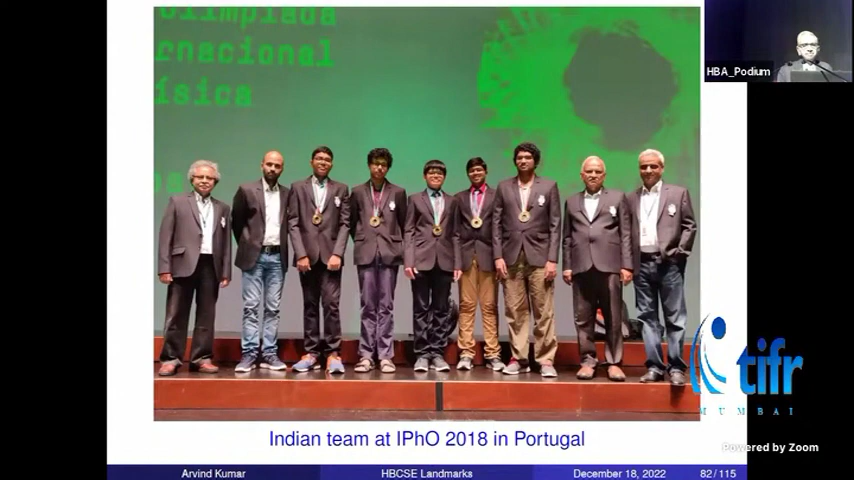 olimpíada
rnacional
ísica
HBA_Podium
tifr
MUMBAI
Indian team at IPhO 2018 in Portugal
Powered by Zoom
Arvind Kumar
HBCSE Landmarks
December 18, 2022
82 / 115